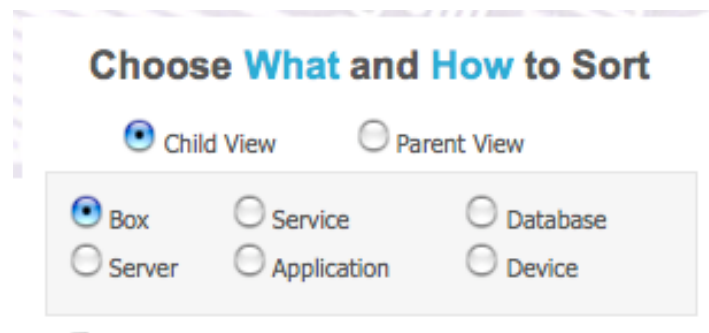 Choose What and How to Sort
Child View Parent View
Box Service Database
Server Application Device